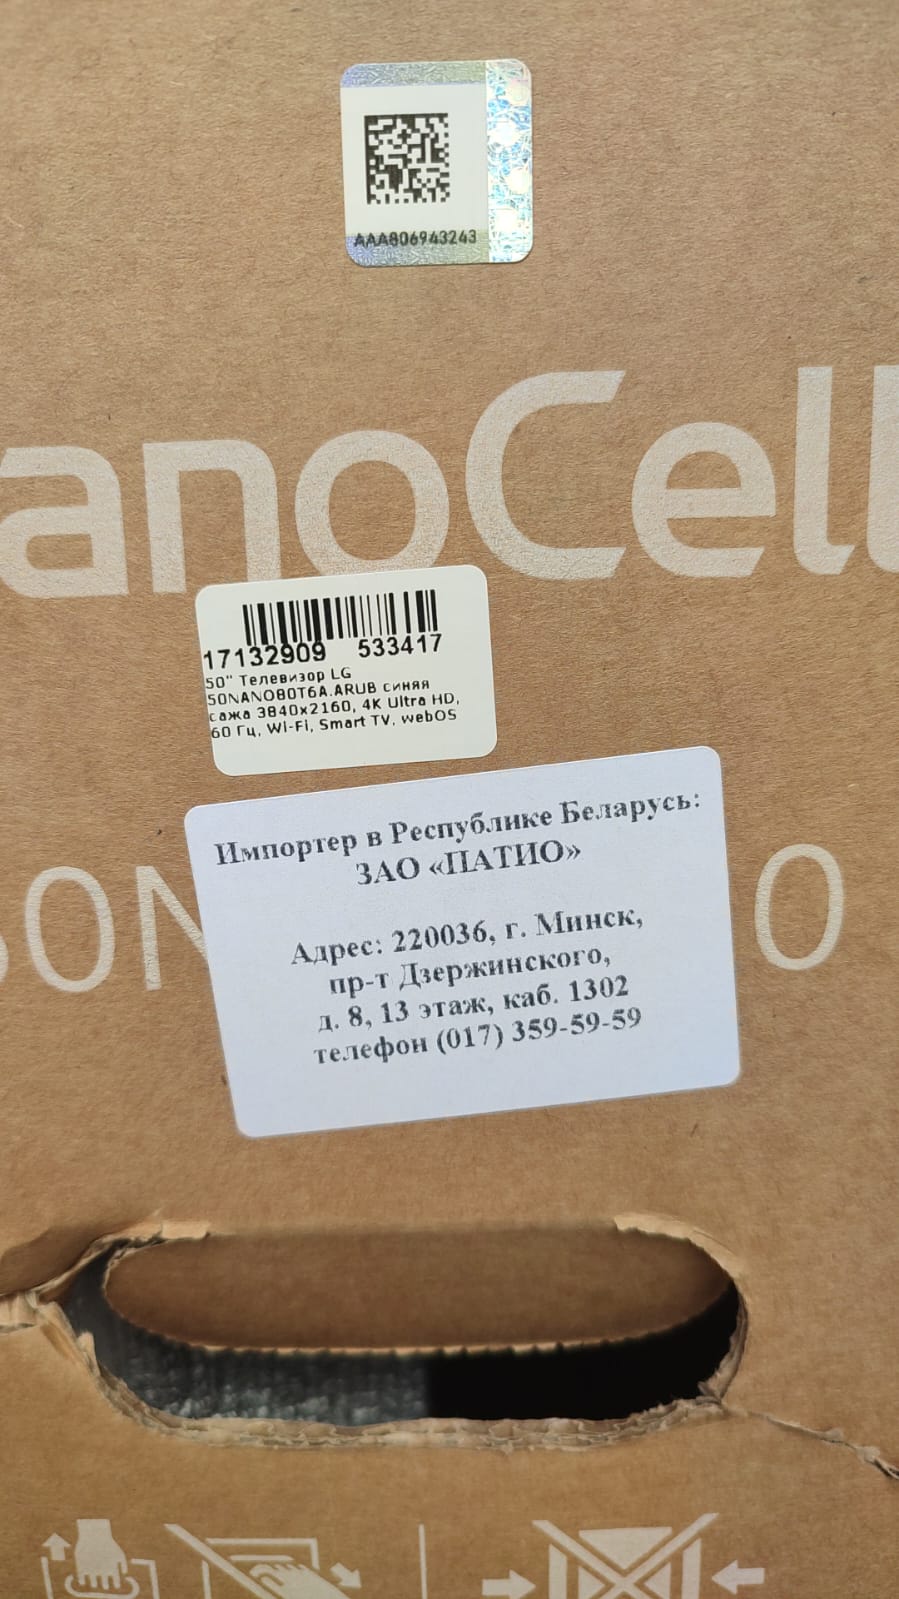 AAA806943243
anoCell
17132909 533417
50" Телевизор LG
50NANO80T6A.ARUB синяя
сажа 3840x2160, 4K Ultra HD,
60 Гц, Wi-Fi, Smart TV, webOS
Импортер в Республике Беларусь:
ЗАО «ПАТИО»
Адрес: 220036, г. Минск,
пр-т Дзержинского,
д. 8, 13 этаж, каб. 1302
телефон (017) 359-59-59
50N 0